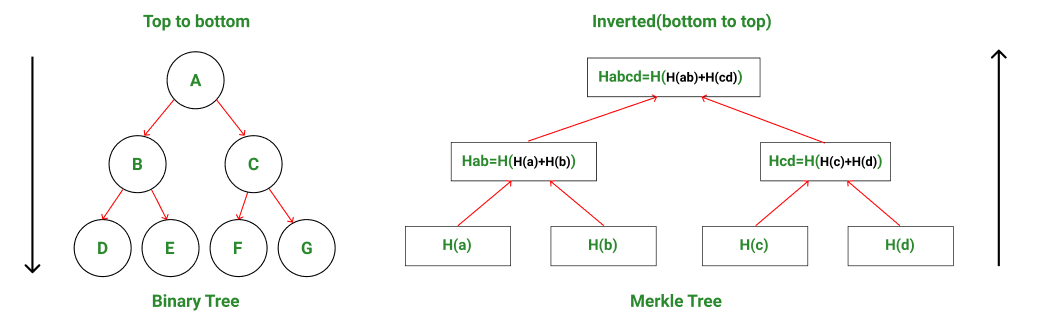 Top to bottom
A
B
C
D
E
F
G
Binary Tree
Inverted(bottom to top)
Habcd=H(H(ab)+H(cd))
Hab=H(H(a)+H(b))
Hcd=H(H(c)+H(d))
H(a)
H(b)
H(c)
H(d)
Merkle Tree